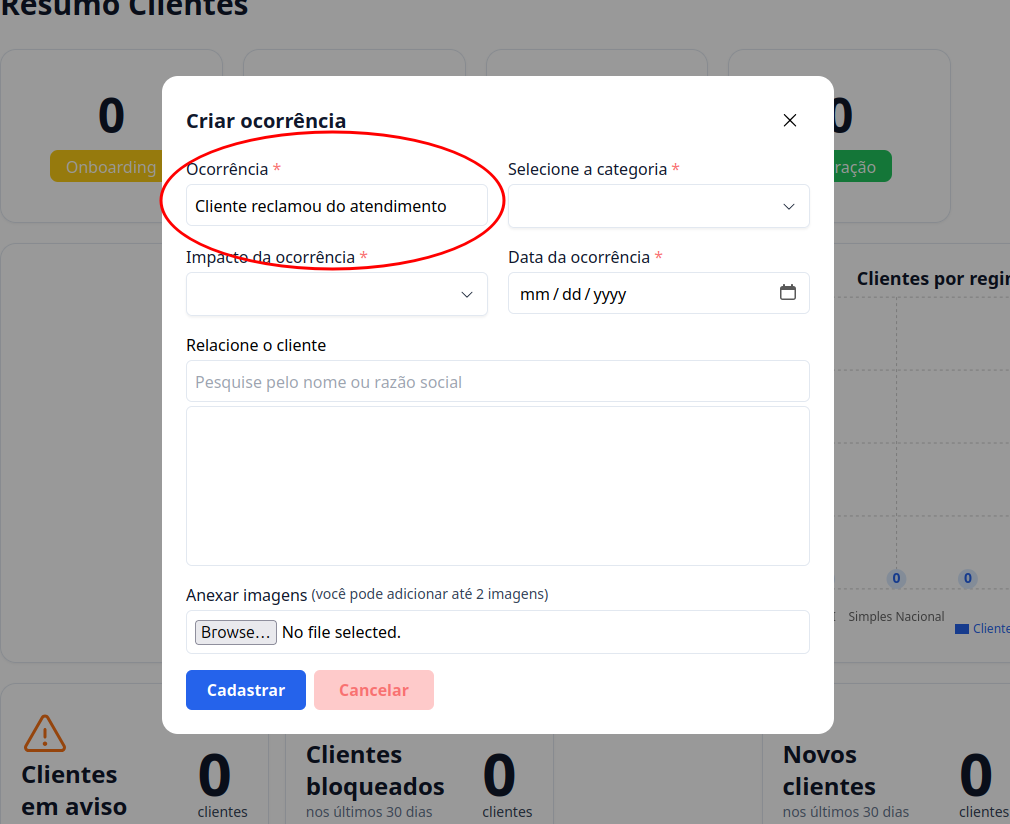 Resumo Clientes
0
Onboarding
0
ração
Criar ocorrência
Ocorrência *
Selecione a categoria *
Cliente reclamou do atendimento
Impacto da ocorrência *
Data da ocorrência *
mm / dd / yyyy
Relacione o cliente
Pesquise pelo nome ou razão social
Anexar imagens (você pode adicionar até 2 imagens)
Browse... No file selected.
Cadastrar
Cancelar
Clientes por regi
0
0
Simples Nacional
Cliente
Clientes
em aviso
0
clientes
Clientes
bloqueados
nos últimos 30 dias
0
clientes
Novos
clientes
nos últimos 30 dias
0
clientes